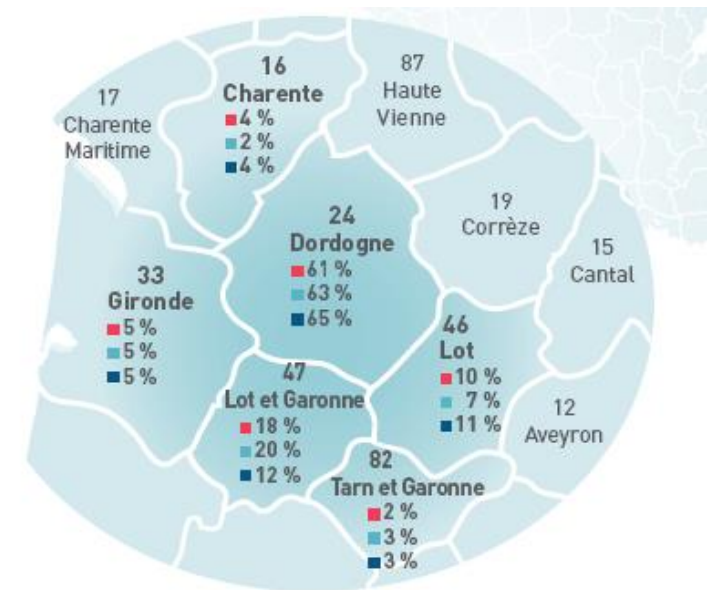 17
Charente
Maritime
16
Charente
4 %
2 %
4 %
87
Haute
Vienne
19
Corrèze
15
Cantal
24
Dordogne
61 %
63 %
65 %
33
Gironde
5 %
5 %
5 %
46
Lot
10 %
7 %
11 %
12
Aveyron
47
Lot et Garonne
18 %
20 %
12 %
82
Tarn et Garonne
2 %
3 %
3 %